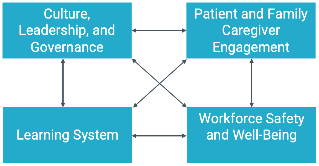 Culture,
Leadership, and
Governance
Patient and Family
Caregiver
Engagement
Learning System
Workforce Safety
and Well-Being